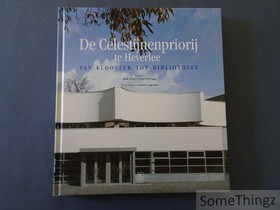 De Celestijnenpriorij
te Heverlee
VAN KLOOSTER TOT BIBLIOTHEEK
SomeThingz